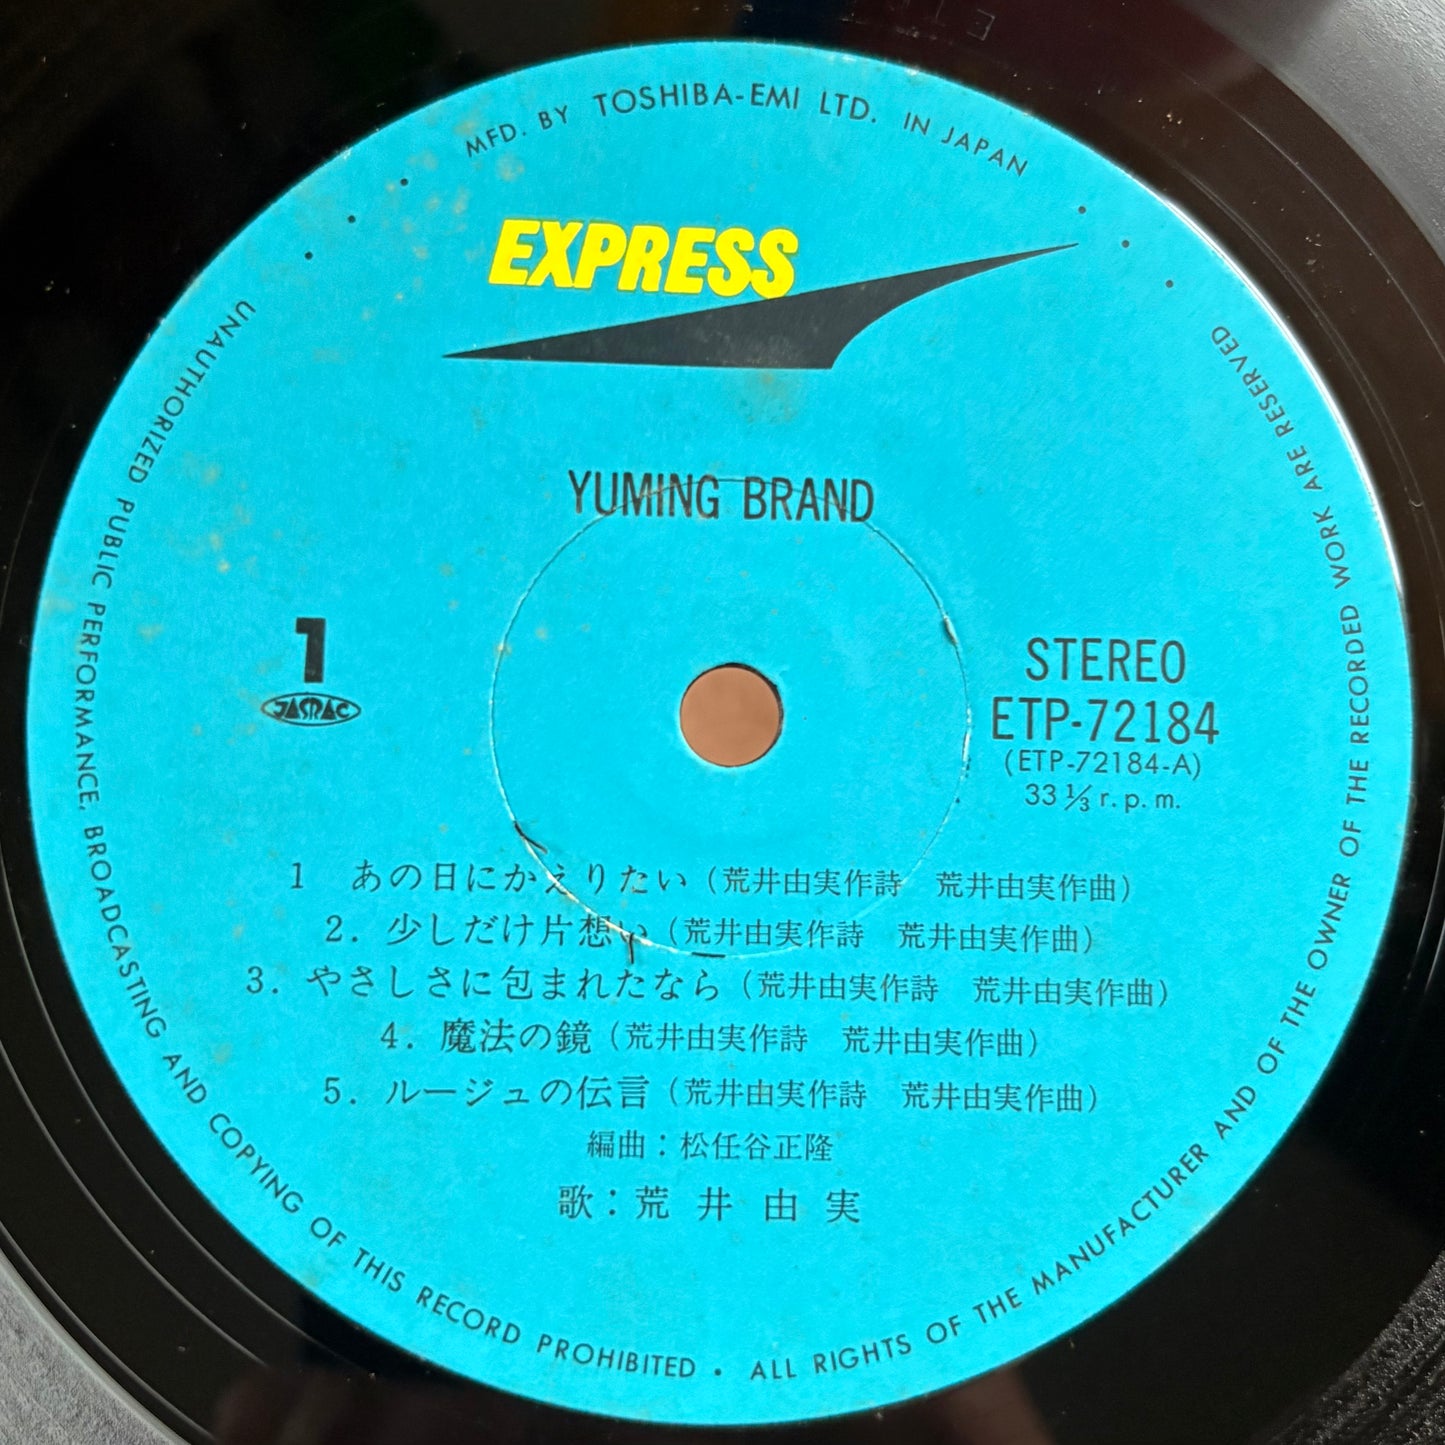 MFD. BY TOSHIBA-EMI LTD. IN JAPAN
EXPRESS
YUMING BRAND
1
JASRAC
STEREO
ETP-72184
(ETP-72184-A)
33 ⅓ r.p.m.
1 あの日にかえりたい(荒井由実作詩 荒井由実作曲)
2. 少しだけ片想い(荒井由実作詩 荒井由実作曲)
3. やさしさに包まれたなら(荒井由実作詩 荒井由実作曲)
4. 魔法の鏡(荒井由実作詩 荒井由実作曲)
5. ルージュの伝言(荒井由実作詩 荒井由実作曲)
編曲:松任谷正隆
歌:荒井由実
UNAUTHORIZED PUBLIC PERFORMANCE, BROADCASTING AND COPYING OF THIS RECORD PROHIBITED • ALL RIGHTS OF THE MANUFACTURER AND OF THE OWNER OF THE RECORDED WORK ARE RESERVED